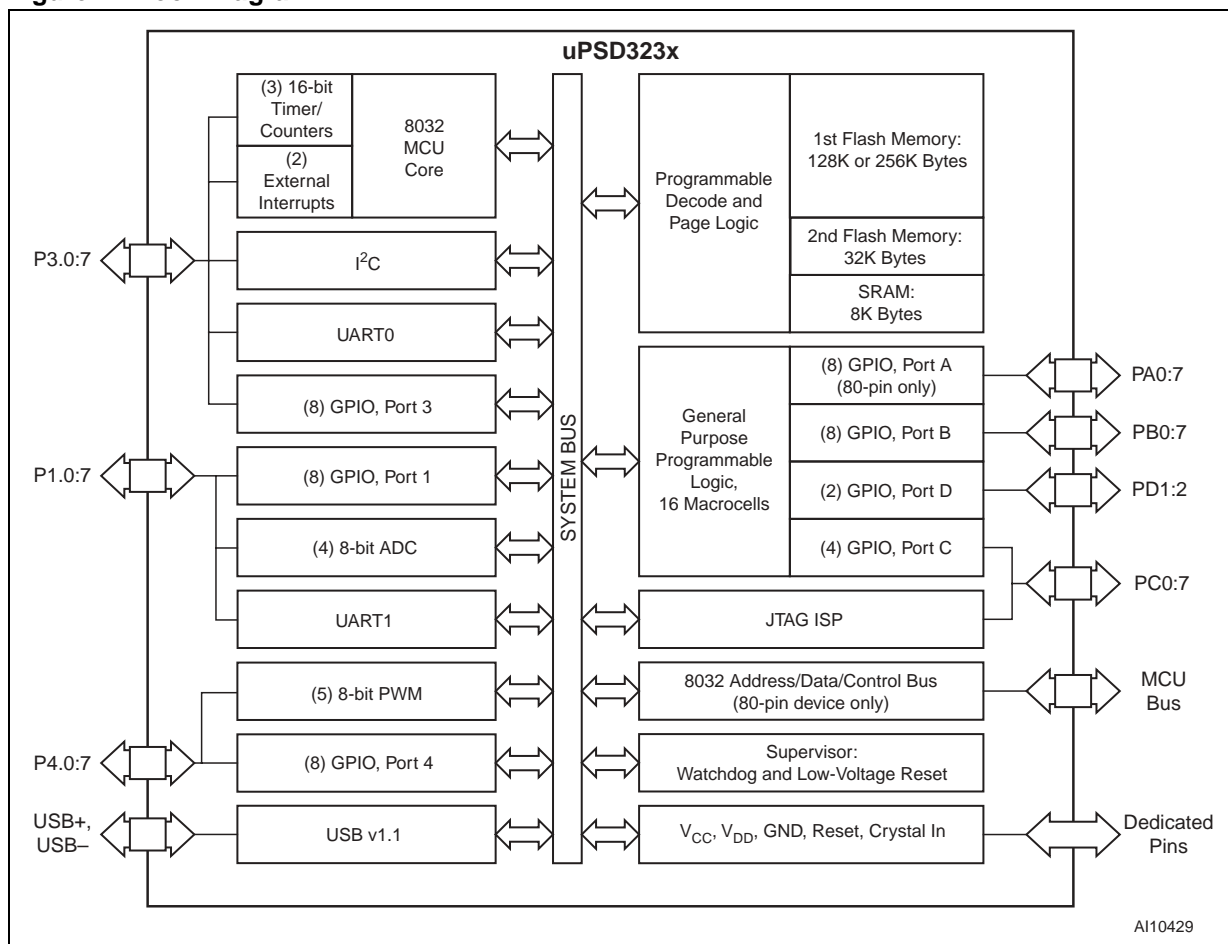 uPSD323x
(3) 16-bit
Timer/
Counters
(2)
External
Interrupts
8032
MCU
Core
I²C
UART0
(8) GPIO, Port 3
(8) GPIO, Port 1
(4) 8-bit ADC
UART1
(5) 8-bit PWM
(8) GPIO, Port 4
USB v1.1
P3.0:7
P1.0:7
P4.0:7
USB+,
USB–
SYSTEM BUS
Programmable
Decode and
Page Logic
1st Flash Memory:
128K or 256K Bytes
2nd Flash Memory:
32K Bytes
SRAM:
8K Bytes
General
Purpose
Programmable
Logic,
16 Macrocells
(8) GPIO, Port A
(80-pin only)
(8) GPIO, Port B
(2) GPIO, Port D
(4) GPIO, Port C
JTAG ISP
8032 Address/Data/Control Bus
(80-pin device only)
Supervisor:
Watchdog and Low-Voltage Reset
VCC, VDD, GND, Reset, Crystal In
PA0:7
PB0:7
PD1:2
PC0:7
MCU
Bus
Dedicated
Pins
AI10429